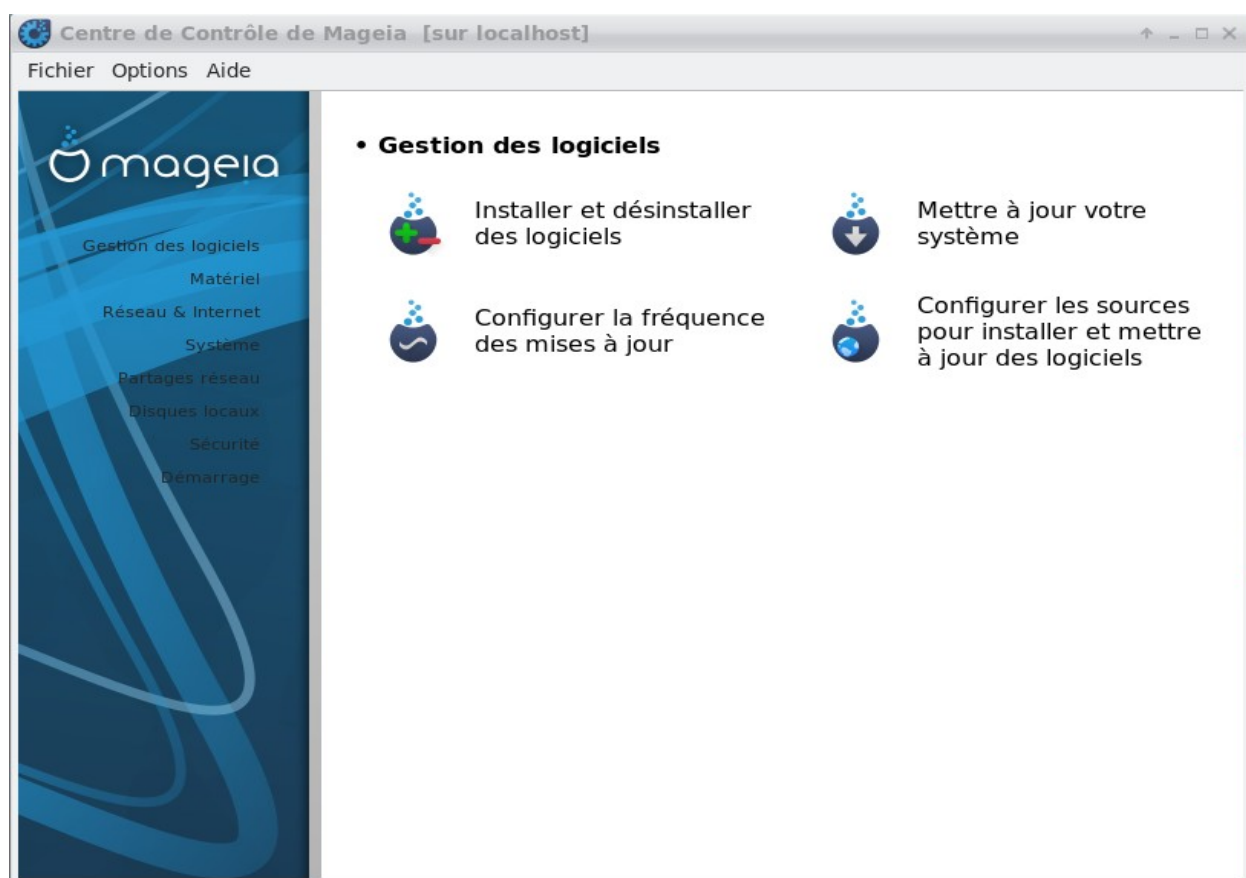 Centre de Contrôle de Mageia [sur localhost]
Fichier Options Aide
mageia
Gestion des logiciels
Matériel
Réseau & Internet
Système
Partages réseau
Disques locaux
Sécurité
Démarrage
• Gestion des logiciels
Installer et désinstaller
des logiciels
Mettre à jour votre
système
Configurer la fréquence
des mises à jour
Configurer les sources
pour installer et mettre
à jour des logiciels